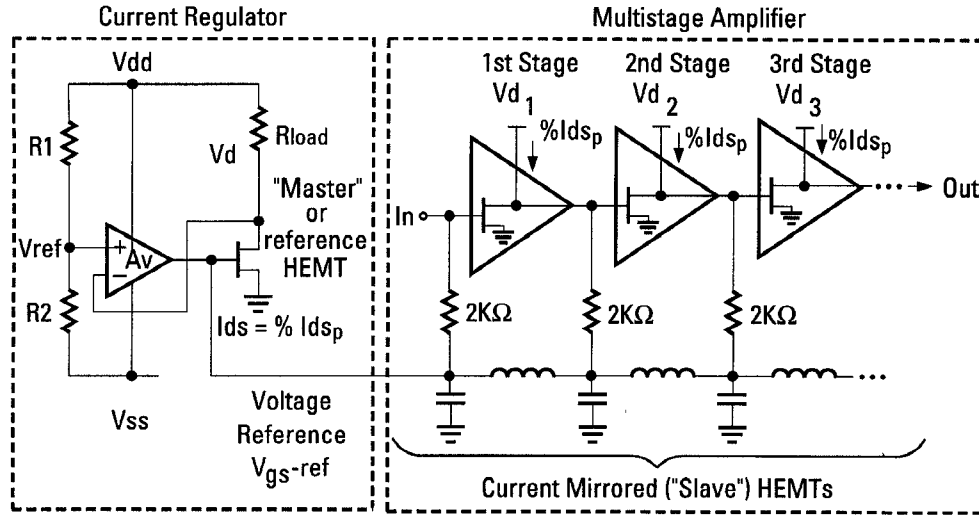 Current Regulator
Vdd
R1
Rload
Vd
"Master"
or
reference
HEMT
Vref
+
Av
−
R2
Ids = % Idsp
Vss
Voltage
Reference
Vgs-ref
Multistage Amplifier
1st Stage
Vd1
%Idsp
2nd Stage
Vd2
%Idsp
3rd Stage
Vd3
%Idsp
In
Out
2KΩ
2KΩ
2KΩ
Current Mirrored ("Slave") HEMTs